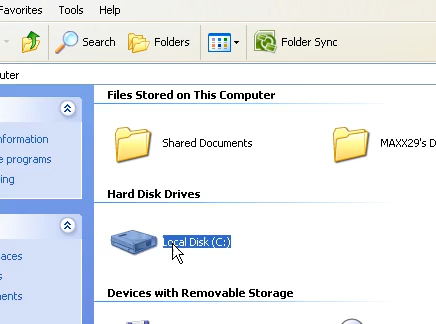 Favorites Tools Help
Search Folders Folder Sync
uter
Files Stored on This Computer
nformation
e programs
ing
Shared Documents MAXX29's D
Hard Disk Drives
Local Disk (C:)
aces
s
ments
Devices with Removable Storage